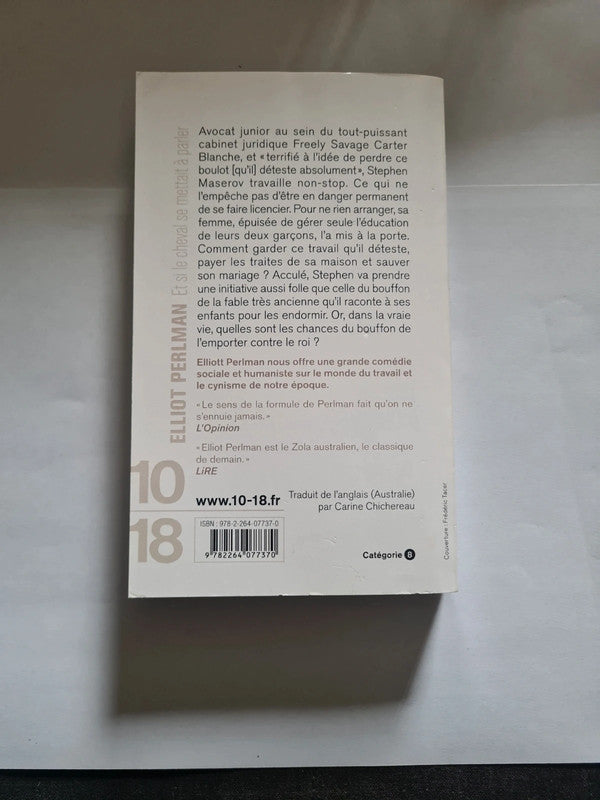 Avocat junior au sein du tout-puissant
cabinet juridique Freely Savage Carter
Blanche, et « terrifié à l'idée de perdre ce
boulot [qu'il] déteste absolument », Stephen
Maserov travaille non-stop. Ce qui ne
l'empêche pas d'être en danger permanent
de se faire licencier. Pour ne rien arranger, sa
femme, épuisée de gérer seule l'éducation
de leurs deux garçons, l'a mis à la porte.
Comment garder ce travail qu'il déteste,
payer les traites de sa maison et sauver
son mariage ? Acculé, Stephen va prendre
une initiative aussi folle que celle du bouffon
de la fable très ancienne qu'il raconte à ses
enfants pour les endormir. Or, dans la vraie
vie, quelles sont les chances du bouffon de
l'emporter contre le roi ?
Elliott Perlman nous offre une grande comédie
sociale et humaniste sur le monde du travail et
le cynisme de notre époque.
« Le sens de la formule de Perlman fait qu'on ne
s'ennuie jamais. »
L'Opinion
« Elliot Perlman est le Zola australien, le classique
de demain. »
LiRE
ELLIOT PERLMAN Et si le cheval se mettait à parler
10
18
www.10-18.fr
Traduit de l'anglais (Australie)
par Carine Chichereau
ISBN : 978-2-264-07737-0
9 782264 077370
Catégorie 8
Couverture : Frédéric Tacer